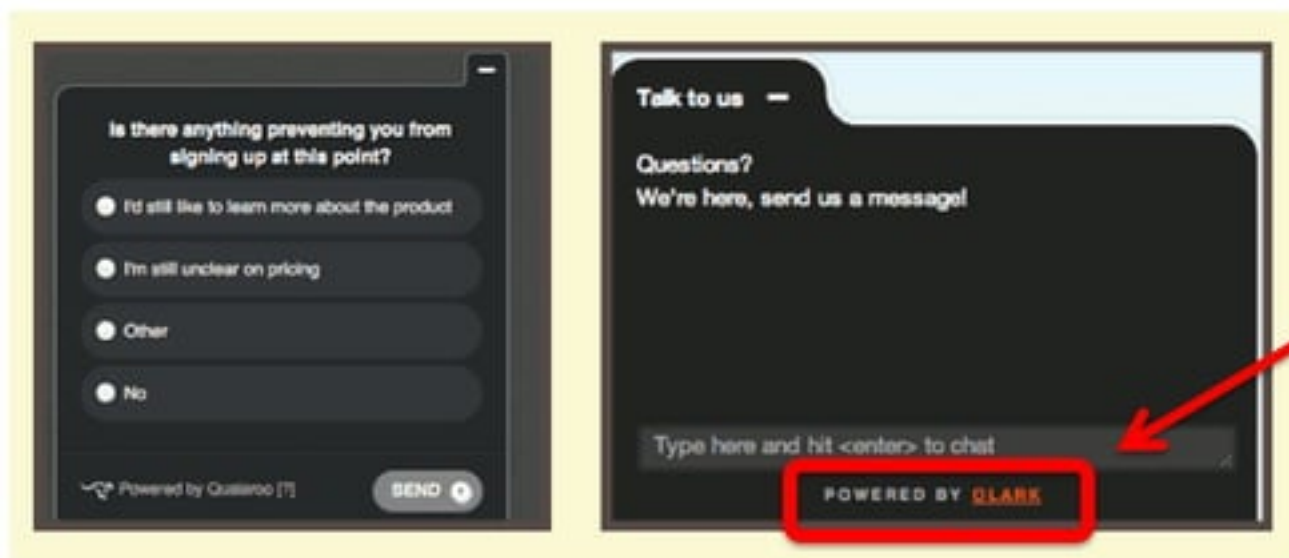 Is there anything preventing you from
signing up at this point?
I'd still like to learn more about the product
I'm still unclear on pricing
Other
No
Powered by Qualaroo [?]
SEND
Talk to us
Questions?
We're here, send us a message!
Type here and hit <enter> to chat
POWERED BY OLARK